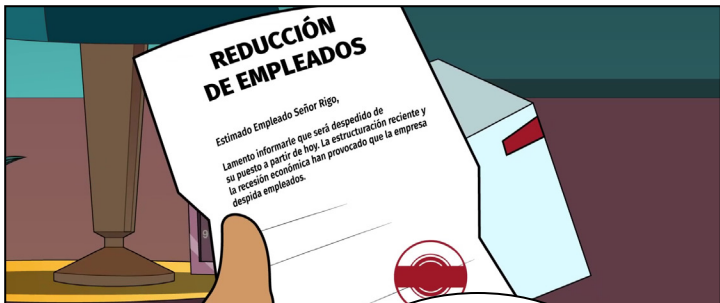 REDUCCIÓN
DE EMPLEADOS
Estimado Empleado Señor Rigo,
Lamento informarle que será despedido de
su puesto a partir de hoy. La estructuración reciente y
la recesión económica han provocado que la empresa
despida empleados.
9